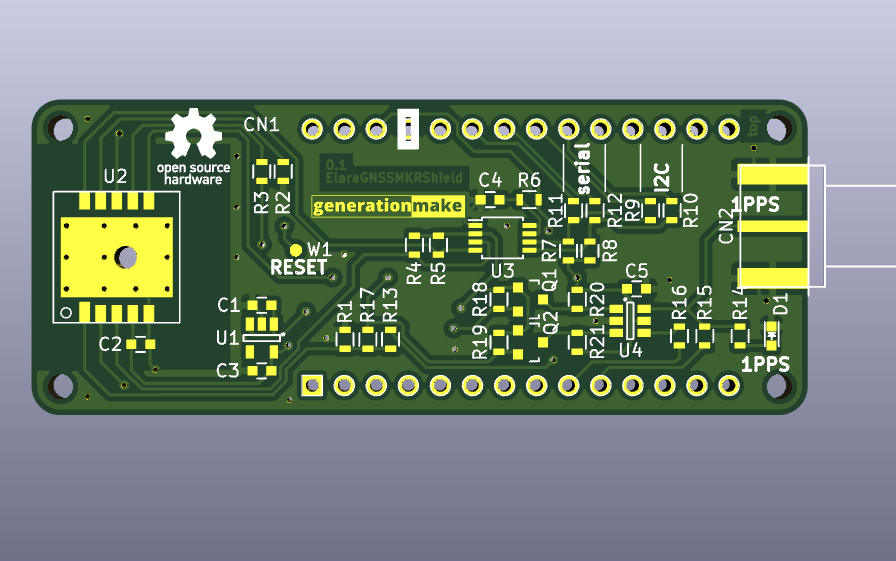 CN1
top
open source
hardware
U2
0.1
ElaraGNSSMKRShield
serial
I2C
C4
R6
R3
R2
generationmake
R11
R12
R9
R10
1PPS
CN2
W1
RESET
R4
R5
U3
R7
R8
C5
Q1
C1
R1
R17
R13
R18
R20
R16
R15
R14
D1
U1
C2
C3
R19
Q2
R21
U4
1PPS